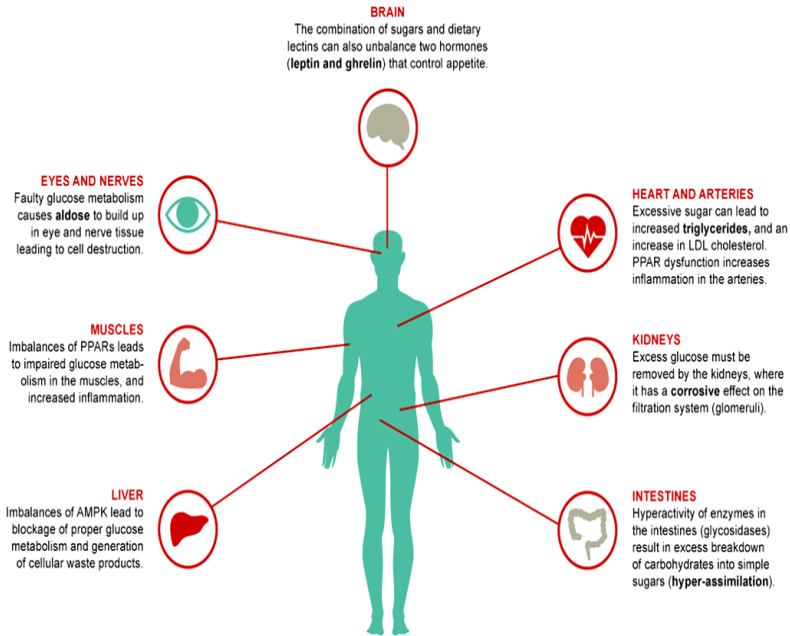 BRAIN
The combination of sugars and dietary
lectins can also unbalance two hormones
(leptin and ghrelin) that control appetite.
EYES AND NERVES
Faulty glucose metabolism
causes aldose to build up
in eye and nerve tissue
leading to cell destruction.
HEART AND ARTERIES
Excessive sugar can lead to
increased triglycerides, and an
increase in LDL cholesterol.
PPAR dysfunction increases
inflammation in the arteries.
MUSCLES
Imbalances of PPARs leads
to impaired glucose metab-
olism in the muscles, and
increased inflammation.
KIDNEYS
Excess glucose must be
removed by the kidneys, where
it has a corrosive effect on the
filtration system (glomeruli).
LIVER
Imbalances of AMPK lead to
blockage of proper glucose
metabolism and generation
of cellular waste products.
INTESTINES
Hyperactivity of enzymes in
the intestines (glycosidases)
result in excess breakdown
of carbohydrates into simple
sugars (hyper-assimilation).